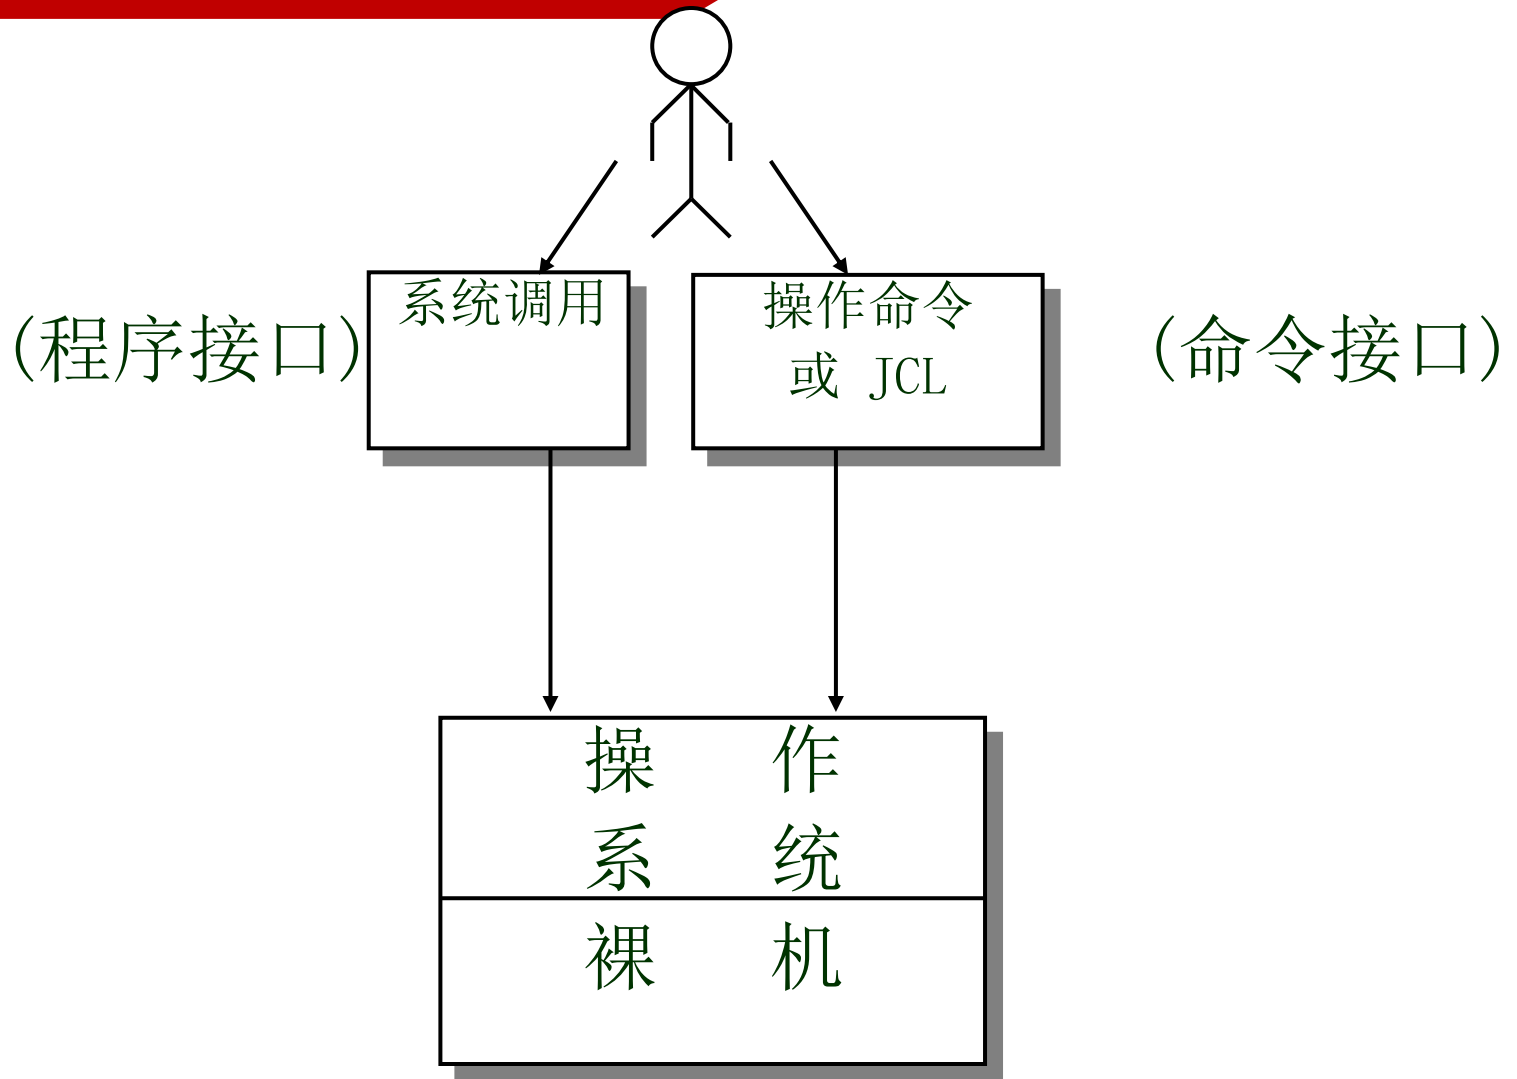 (程序接口)
系统调用
操作命令
或 JCL
(命令接口)
操 作
系 统
裸 机